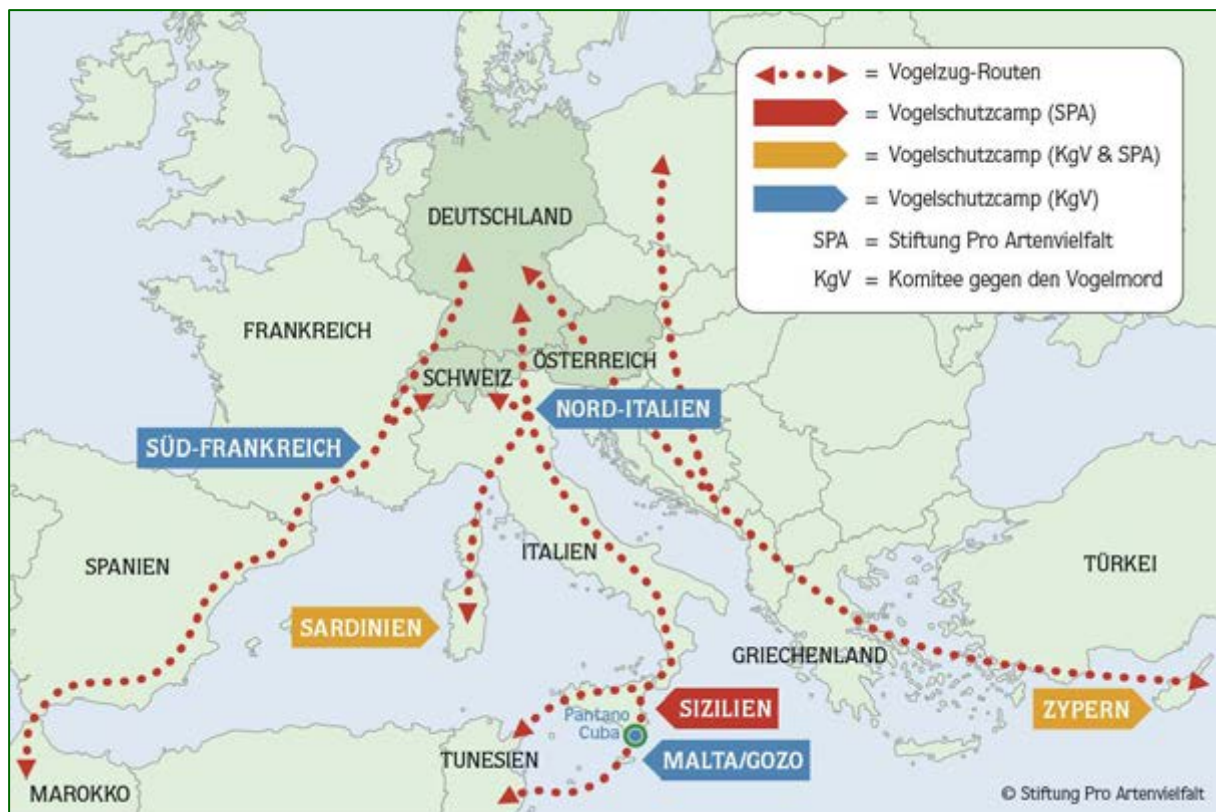 = Vogelzug-Routen
= Vogelschutzcamp (SPA)
= Vogelschutzcamp (KgV & SPA)
= Vogelschutzcamp (KgV)
SPA = Stiftung Pro Artenvielfalt
KgV = Komitee gegen den Vogelmord
DEUTSCHLAND
FRANKREICH
ÖSTERREICH
SCHWEIZ
NORD-ITALIEN
SÜD-FRANKREICH
SPANIEN
ITALIEN
TÜRKEI
SARDINIEN
GRIECHENLAND
SIZILIEN
ZYPERN
Pantano
Cuba
TUNESIEN
MALTA/GOZO
MAROKKO
© Stiftung Pro Artenvielfalt